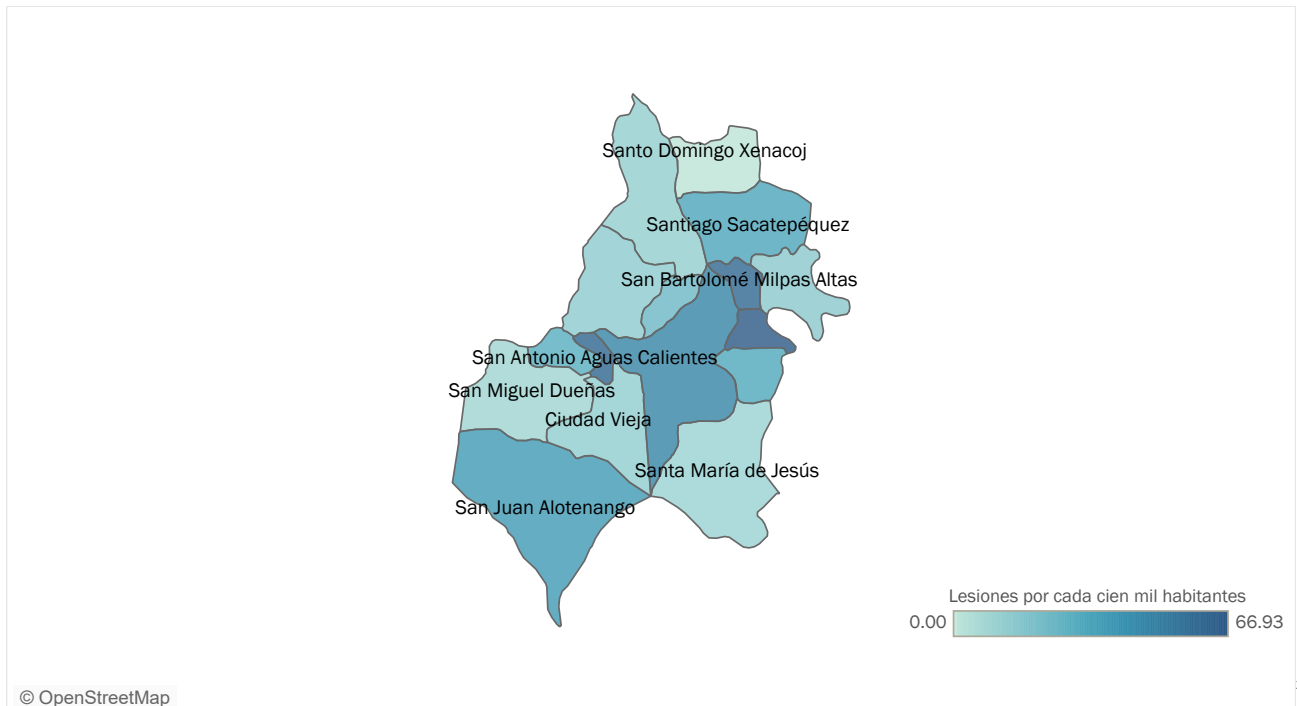 Santo Domingo Xenacoj
Santiago Sacatepéquez
San Bartolomé Milpas Altas
San Antonio Aguas Calientes
San Miguel Dueñas
Ciudad Vieja
Santa María de Jesús
San Juan Alotenango
Lesiones por cada cien mil habitantes
0.00 66.93
© OpenStreetMap